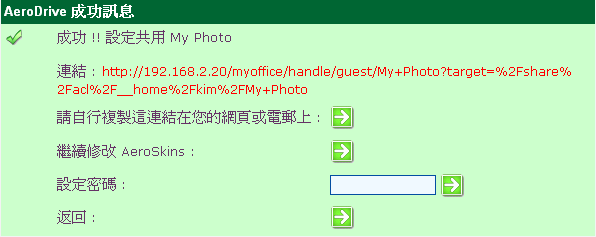 AeroDrive 成功訊息
成功 !! 設定共用 My Photo
連結 : http://192.168.2.20/myoffice/handle/guest/My+Photo?target=%2Fshare%
2Facl%2F__home%2Fkim%2FMy+Photo
請自行複製這連結在您的網頁或電郵上 :
繼續修改 AeroSkins :
設定密碼 :
返回 :